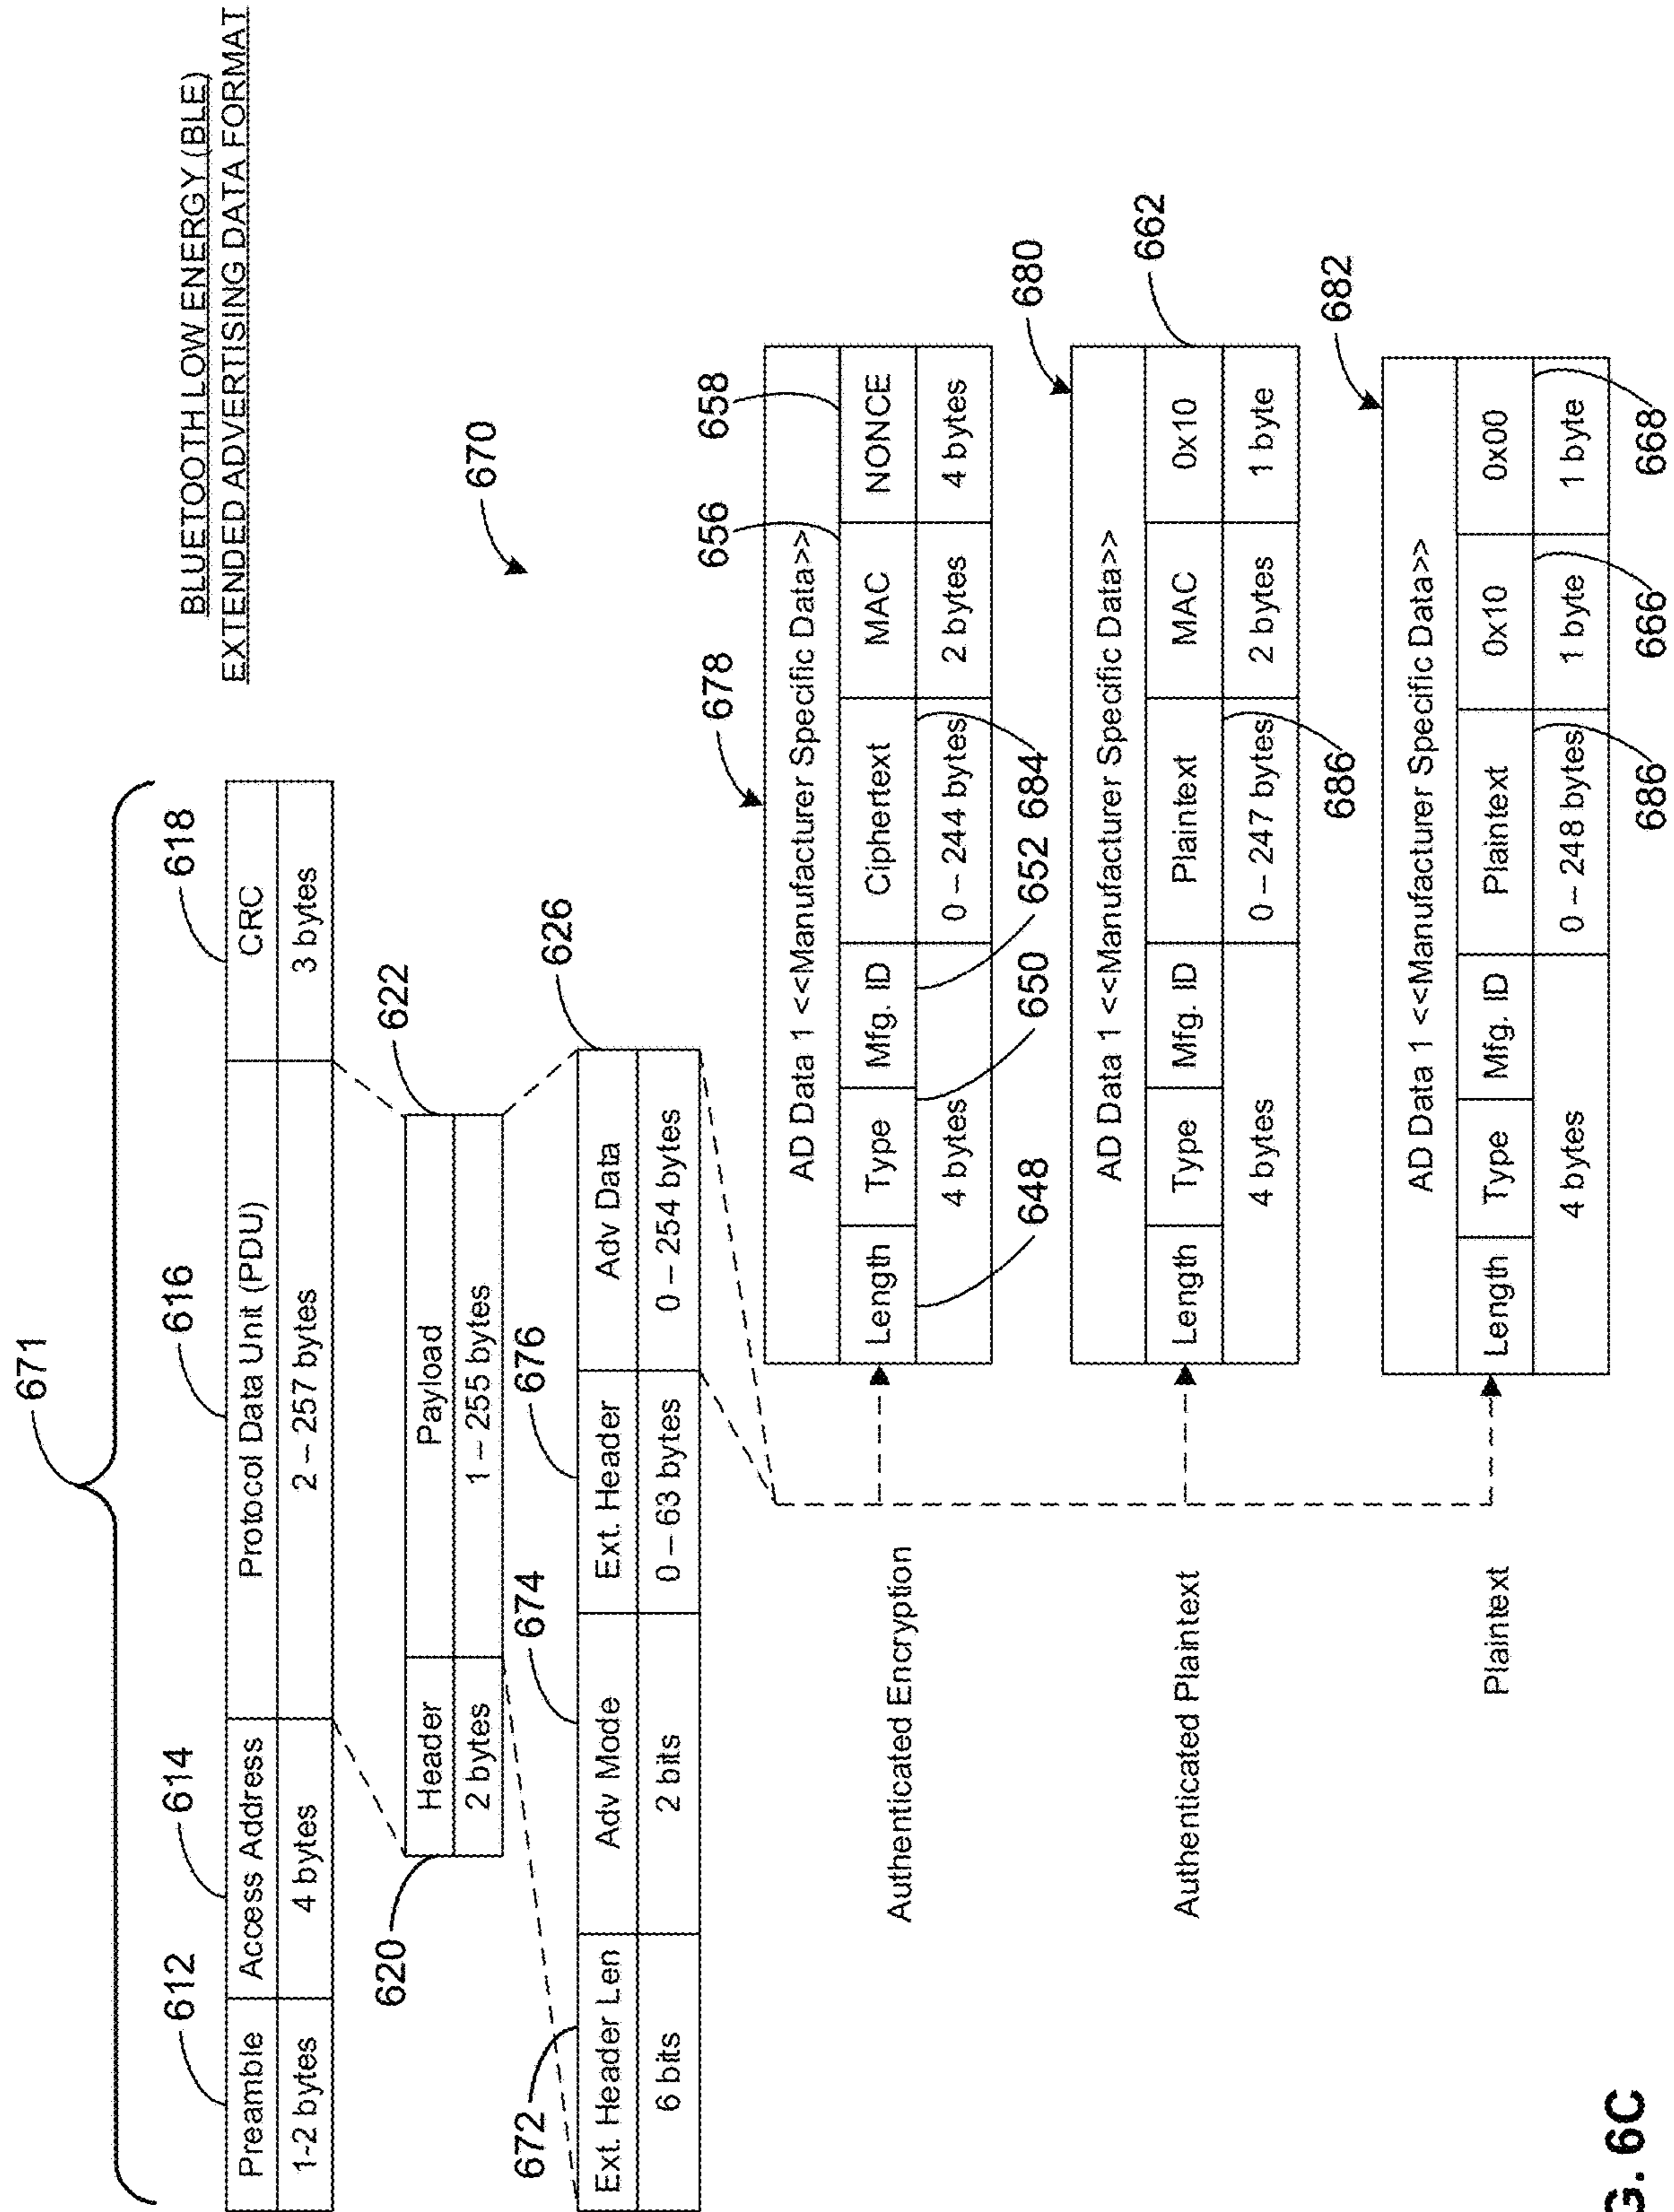 BLUETOOTH LOW ENERGY (BLE)
EXTENDED ADVERTISING DATA FORMAT
671
612 614 616 618
Preamble Access Address Protocol Data Unit (PDU) CRC
1-2 bytes 4 bytes 2 – 257 bytes 3 bytes
620 622
Header Payload
2 bytes 1 – 255 bytes
670
672 674 676 626
Ext. Header Len Adv Mode Ext. Header Adv Data
6 bits 2 bits 0 – 63 bytes 0 – 254 bytes
678 656 658
AD Data 1 <<Manufacturer Specific Data>>
Authenticated Encryption
Length Type Mfg. ID Ciphertext MAC NONCE
4 bytes 0 – 244 bytes 2 bytes 4 bytes
648 650 652 684
680
AD Data 1 <<Manufacturer Specific Data>>
662
Authenticated Plaintext
Length Type Mfg. ID Plaintext MAC 0x10
4 bytes 0 – 247 bytes 2 bytes 1 byte
686
682
AD Data 1 <<Manufacturer Specific Data>>
Plaintext
Length Type Mfg. ID Plaintext 0x10 0x00
4 bytes 0 – 248 bytes 1 byte 1 byte
686 666 668
G. 6C